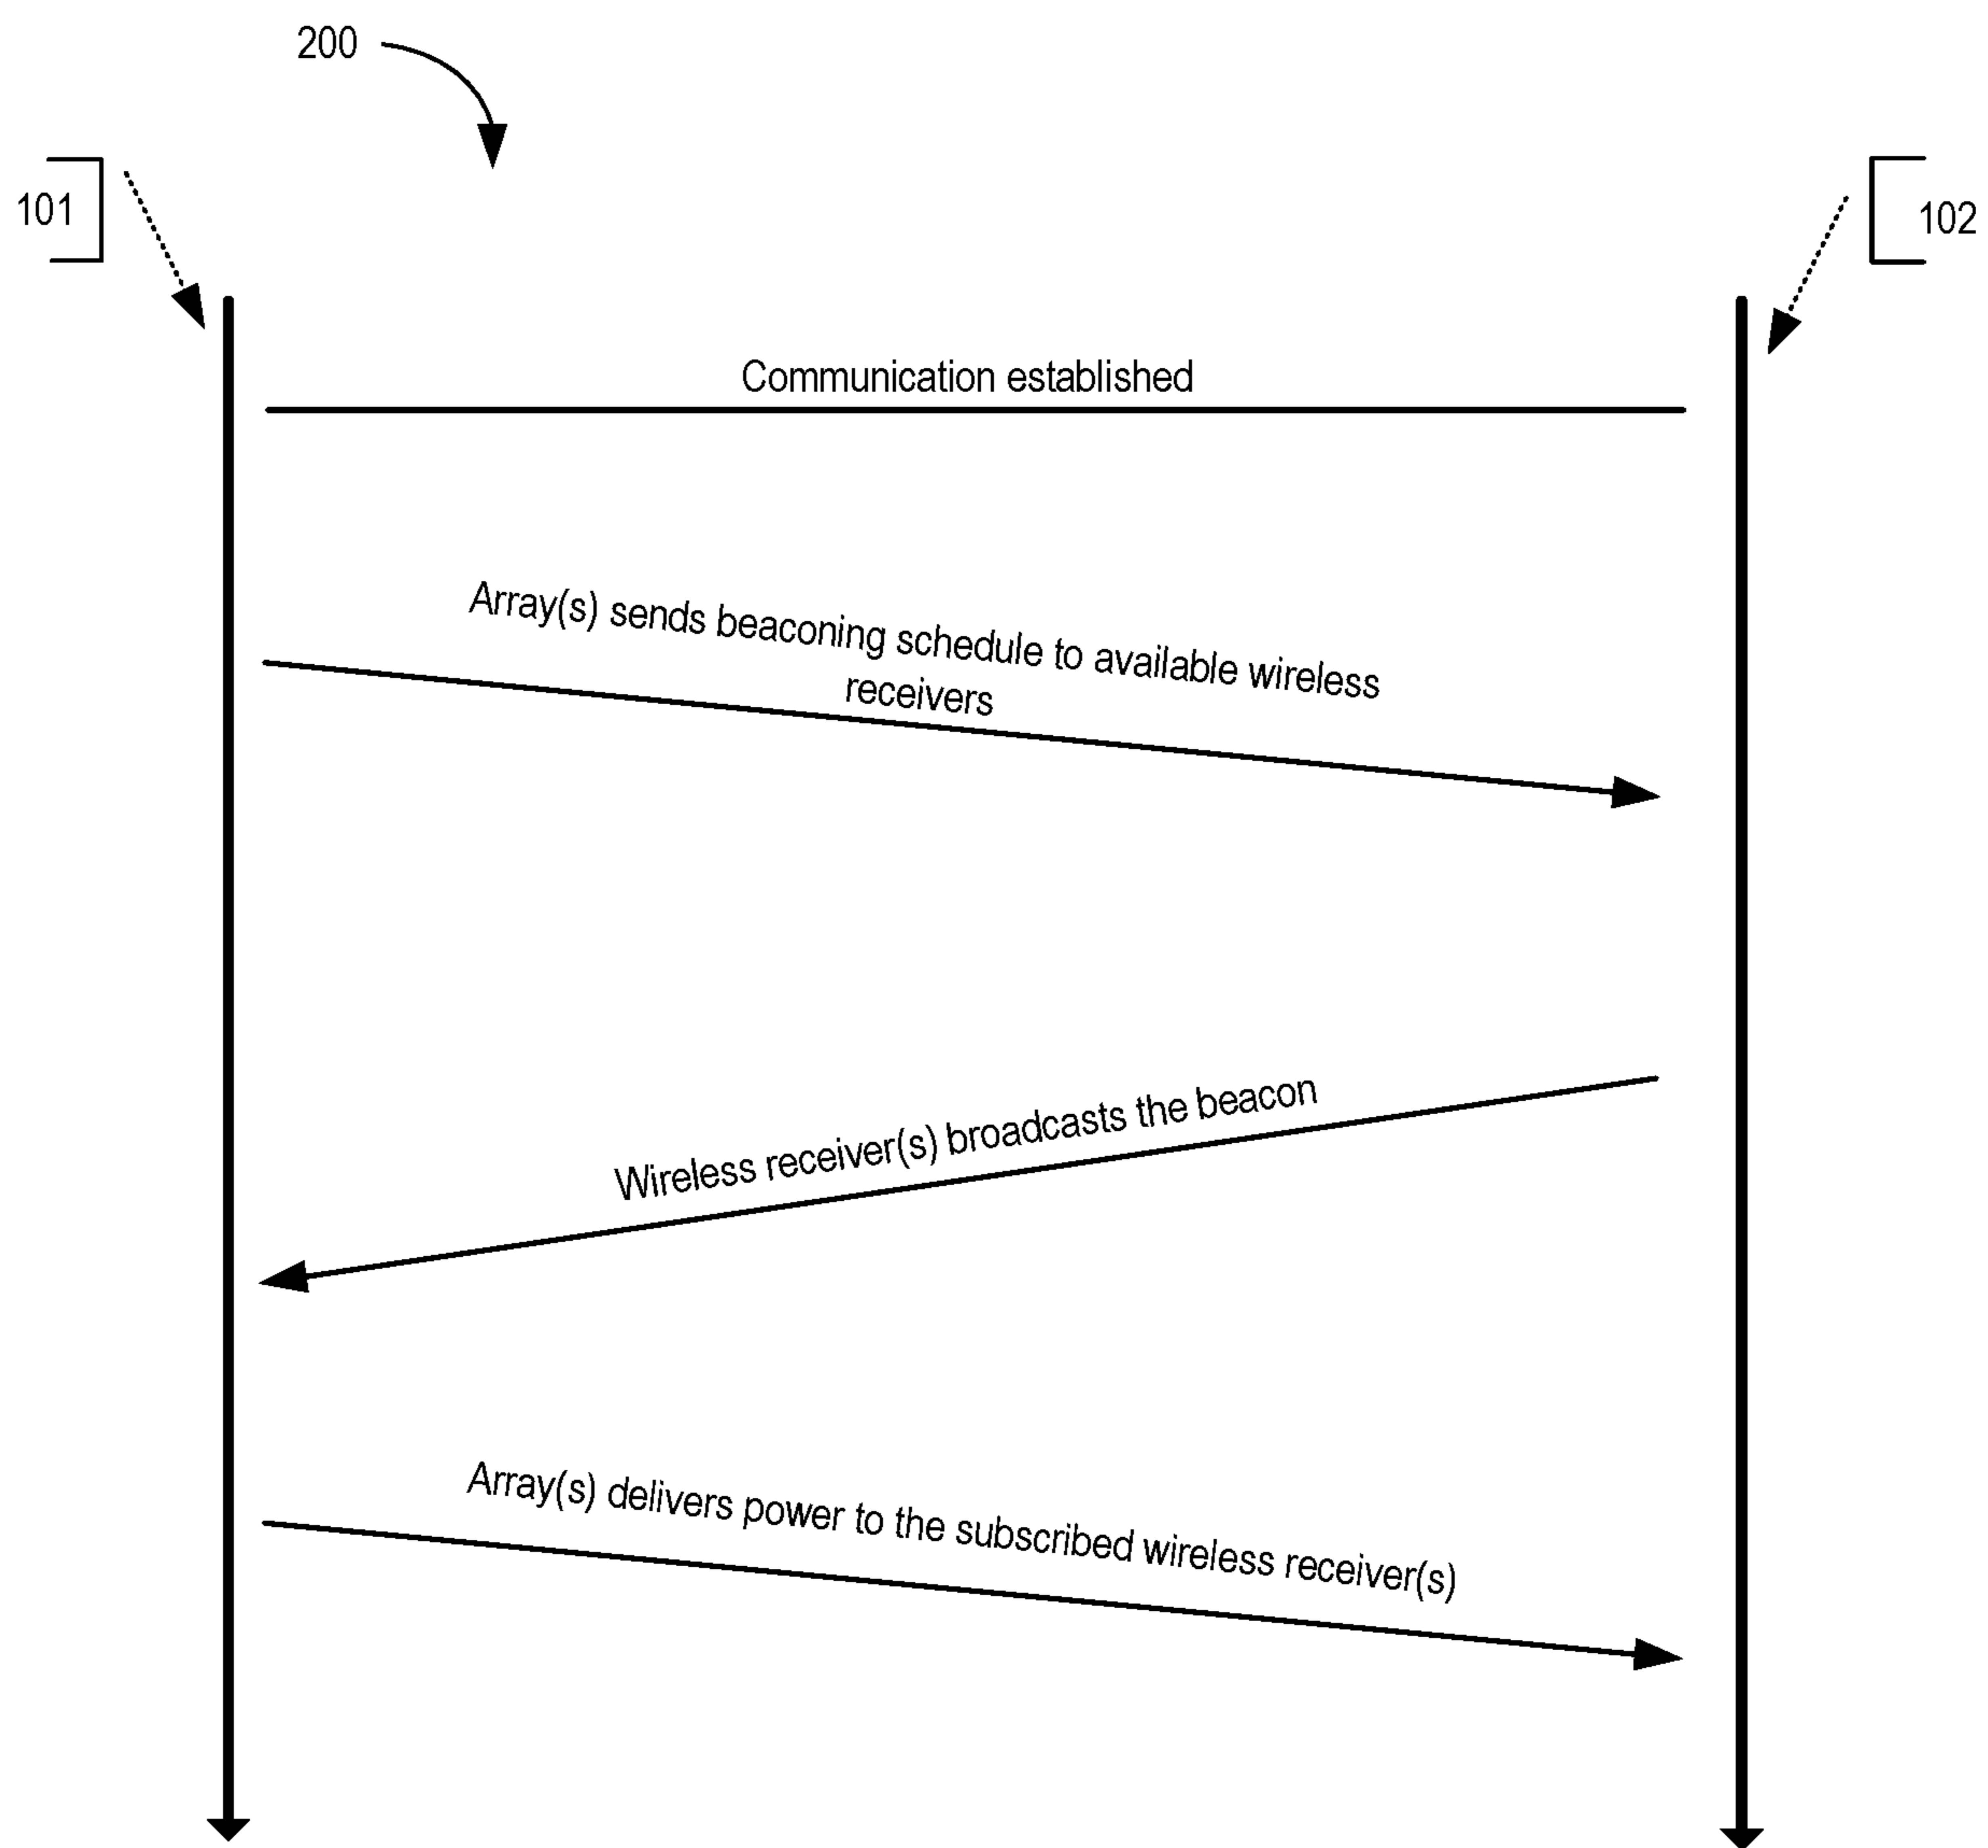 200
101
102
Communication established
Array(s) sends beaconing schedule to available wireless
receivers
Wireless receiver(s) broadcasts the beacon
Array(s) delivers power to the subscribed wireless receiver(s)